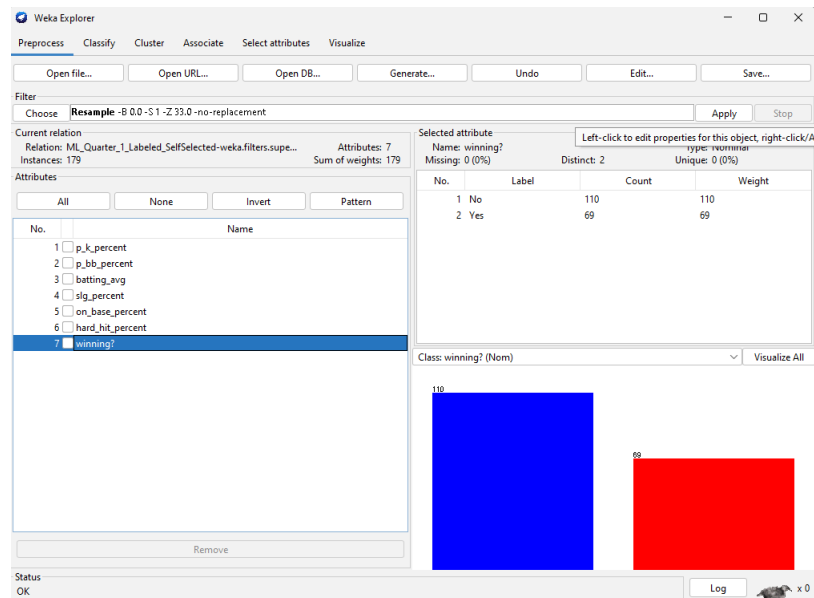 Weka Explorer
Preprocess Classify Cluster Associate Select attributes Visualize
Open file... Open URL... Open DB... Generate... Undo Edit... Save...
Filter
Choose Resample -B 0.0 -S 1 -Z 33.0 -no-replacement Apply Stop
Current relation
Relation: ML_Quarter_1_Labeled_SelfSelected-weka.filters.supe... Attributes: 7
Instances: 179 Sum of weights: 179
Attributes
All None Invert Pattern
No. Name
1 p_k_percent
2 p_bb_percent
3 batting_avg
4 slg_percent
5 on_base_percent
6 hard_hit_percent
7 winning?
Remove
Selected attribute
Left-click to edit properties for this object, right-click/A
Name: winning? Type: Nominal
Missing: 0 (0%) Distinct: 2 Unique: 0 (0%)
No. Label Count Weight
1 No 110 110
2 Yes 69 69
Class: winning? (Nom) Visualize All
110
69
Status
OK
Log x 0